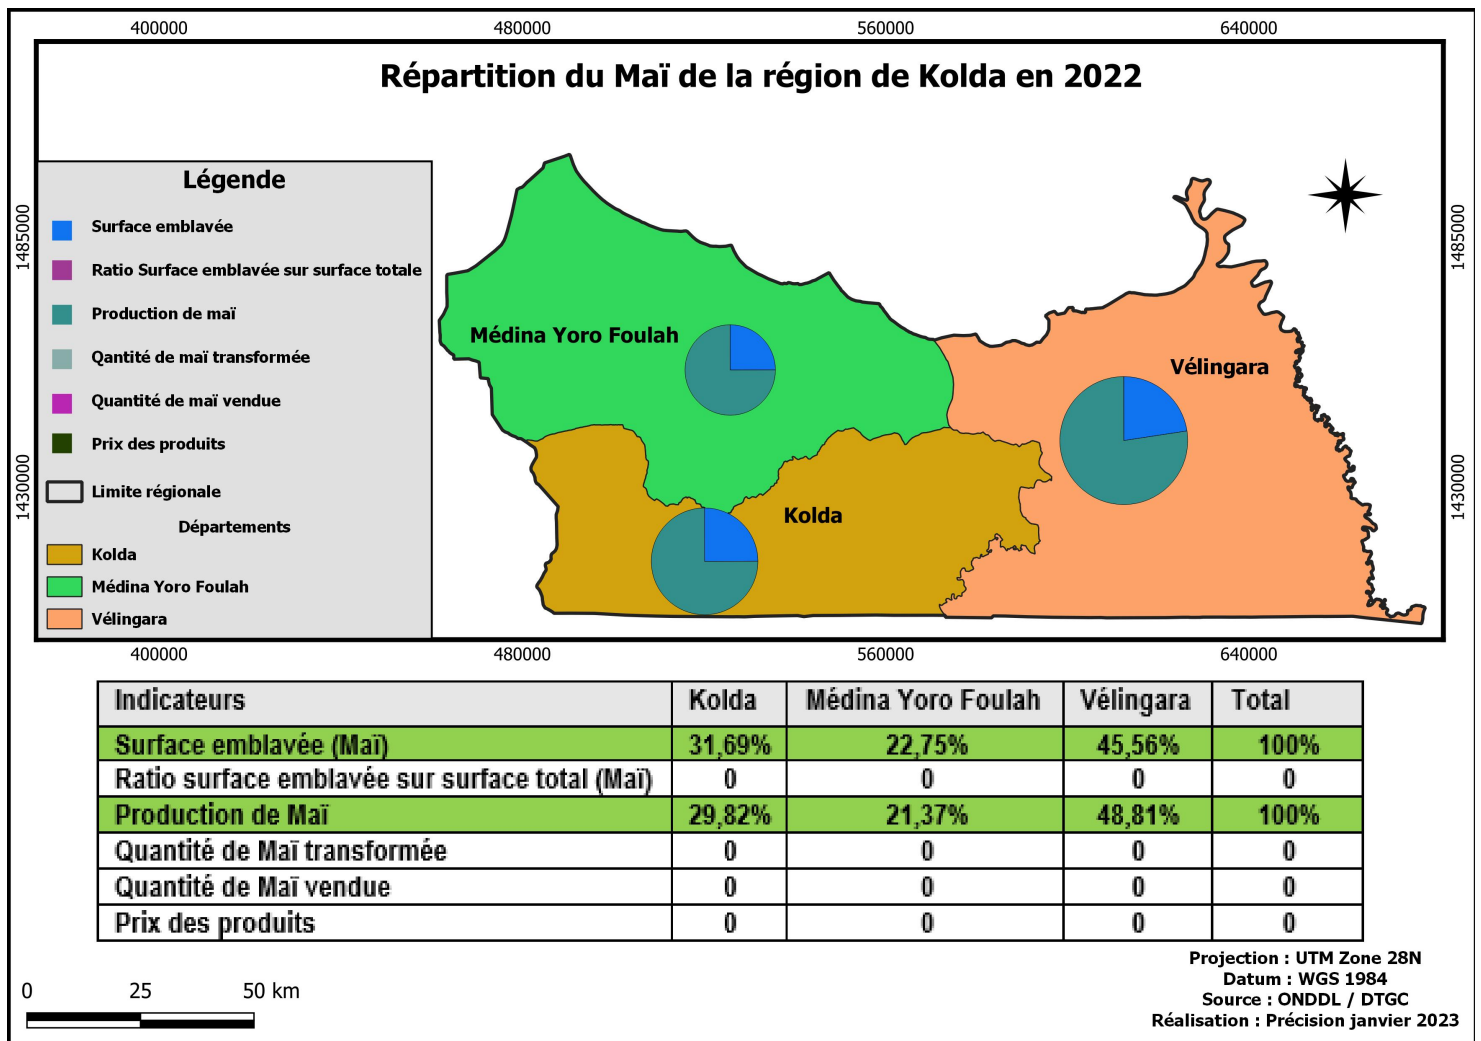 400000 480000 560000 640000
Répartition du Maï de la région de Kolda en 2022
Légende
Surface emblavée
Ratio Surface emblavée sur surface totale
Production de maï
Qantité de maï transformée
Quantité de maï vendue
Prix des produits
Limite régionale
Départements
Kolda
Médina Yoro Foulah
Vélingara
1485000
1430000
Médina Yoro Foulah
Vélingara
Kolda
1485000
1430000
400000 480000 560000 640000
Indicateurs Kolda Médina Yoro Foulah Vélingara Total
Surface emblavée (Maï) 31,69% 22,75% 45,56% 100%
Ratio surface emblavée sur surface total (Maï) 0 0 0 0
Production de Maï 29,82% 21,37% 48,81% 100%
Quantité de Maï transformée 0 0 0 0
Quantité de Maï vendue 0 0 0 0
Prix des produits 0 0 0 0
0 25 50 km
Projection : UTM Zone 28N
Datum : WGS 1984
Source : ONDDL / DTGC
Réalisation : Précision janvier 2023